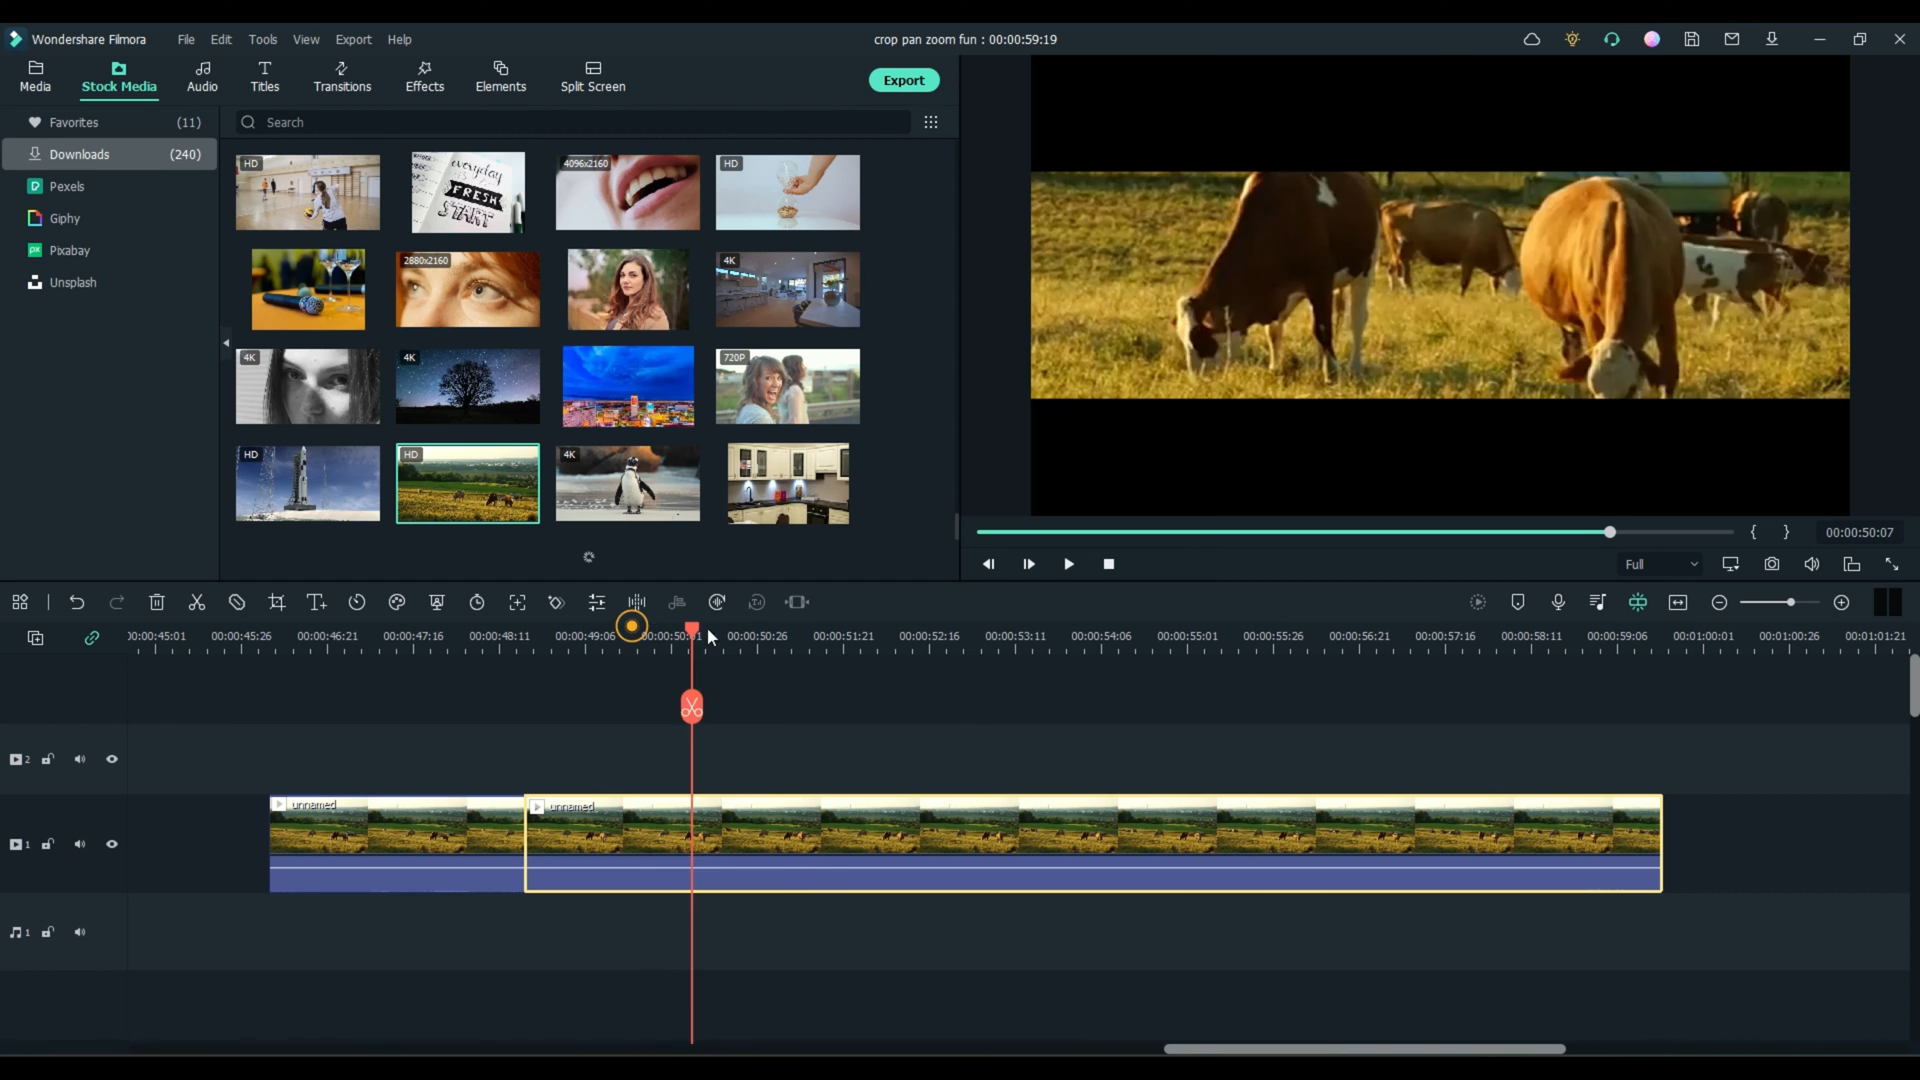 Wondershare Filmora File Edit Tools View Export Help crop pan zoom fun : 00:00:59:19
Media Stock Media Audio Titles Transitions Effects Elements Split Screen Export
Favorites (11)
Downloads (240)
Pexels
Giphy
Pixabay
Unsplash
Search
HD 4096x2160 HD
everyday
FRESH
START
2880x2160 4K
4K 4K 720P
HD HD 4K
{ } 00:00:50:07
Full
00:00:45:01 00:00:45:26 00:00:46:21 00:00:47:16 00:00:48:11 00:00:49:06 00:00:50:01 00:00:50:26 00:00:51:21 00:00:52:16 00:00:53:11 00:00:54:06 00:00:55:01 00:00:55:26 00:00:56:21 00:00:57:16 00:00:58:11 00:00:59:06 00:01:00:01 00:01:00:26 00:01:01:21
2
unnamed unnamed
1
1